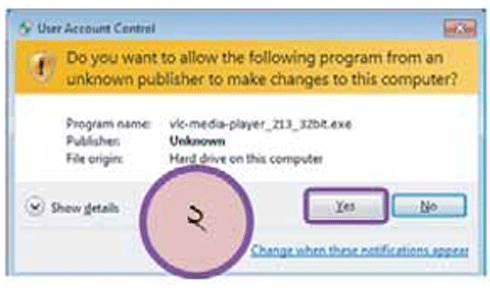 User Account Control
Do you want to allow the following program from an
unknown publisher to make changes to this computer?
Program name: vlc-media-player_213_32bit.exe
Publisher: Unknown
File origin: Hard drive on this computer
Show details
২
Yes
No
Change when these notifications appear